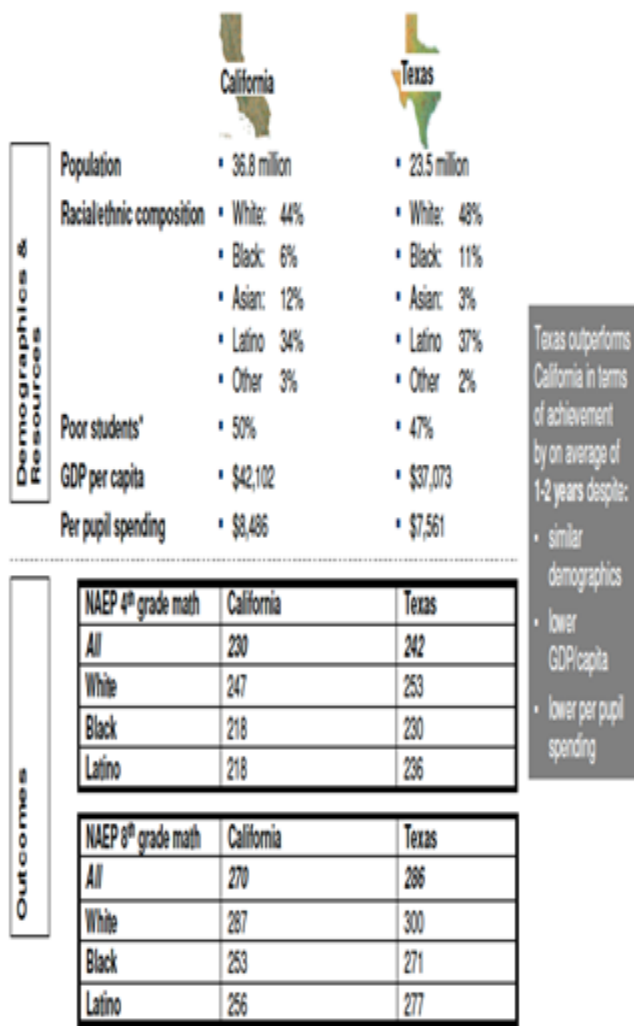 California Texas
Demographics &
Resources
Population ▪ 36.8 million ▪ 23.5 million
Racial/ethnic composition ▪ White: 44% ▪ White: 48%
▪ Black: 6% ▪ Black: 11%
▪ Asian: 12% ▪ Asian: 3%
▪ Latino 34% ▪ Latino 37%
▪ Other 3% ▪ Other 2%
Poor students* ▪ 50% ▪ 47%
GDP per capita ▪ $42,102 ▪ $37,073
Per pupil spending ▪ $8,486 ▪ $7,561
Outcomes
NAEP 4th grade math California Texas
All 230 242
White 247 253
Black 218 230
Latino 218 236
NAEP 8th grade math California Texas
All 270 286
White 287 300
Black 253 271
Latino 256 277
Texas outperforms
California in terms
of achievement
by on average of
1-2 years despite:
- similar
demographics
- lower
GDP/capita
- lower per pupil
spending